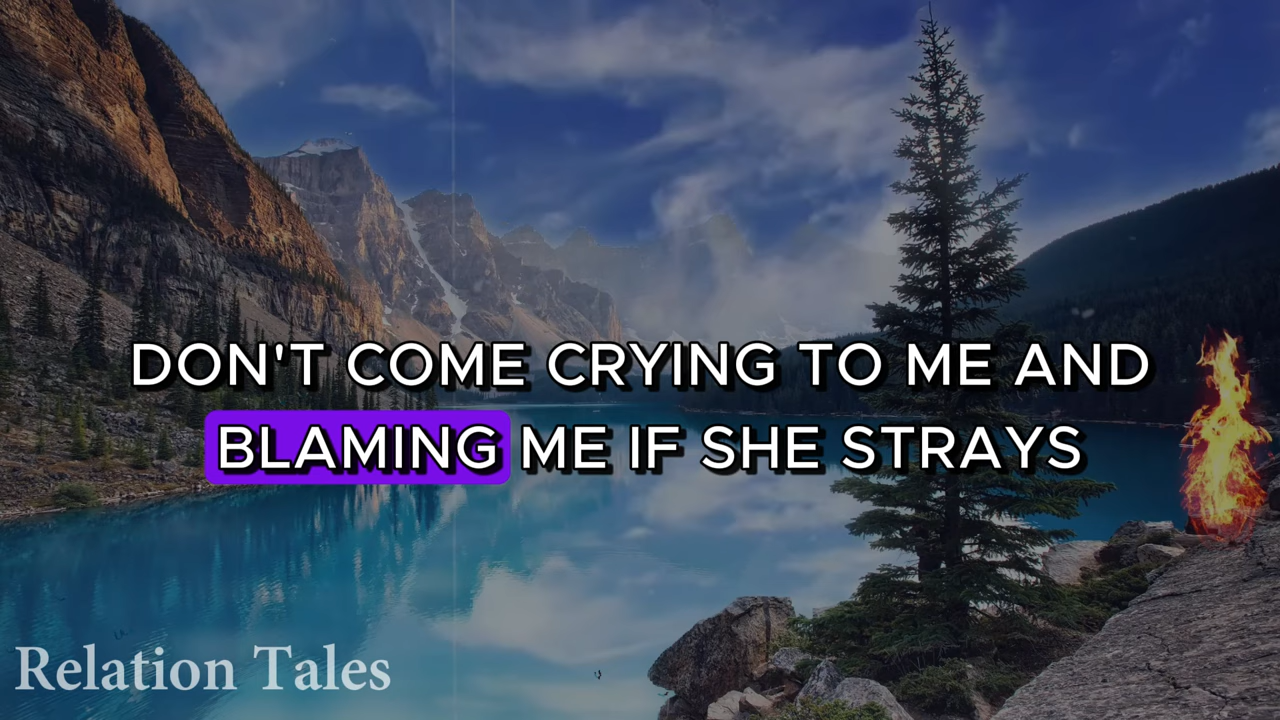 DON'T COME CRYING TO ME AND
BLAMING ME IF SHE STRAYS
Relation Tales